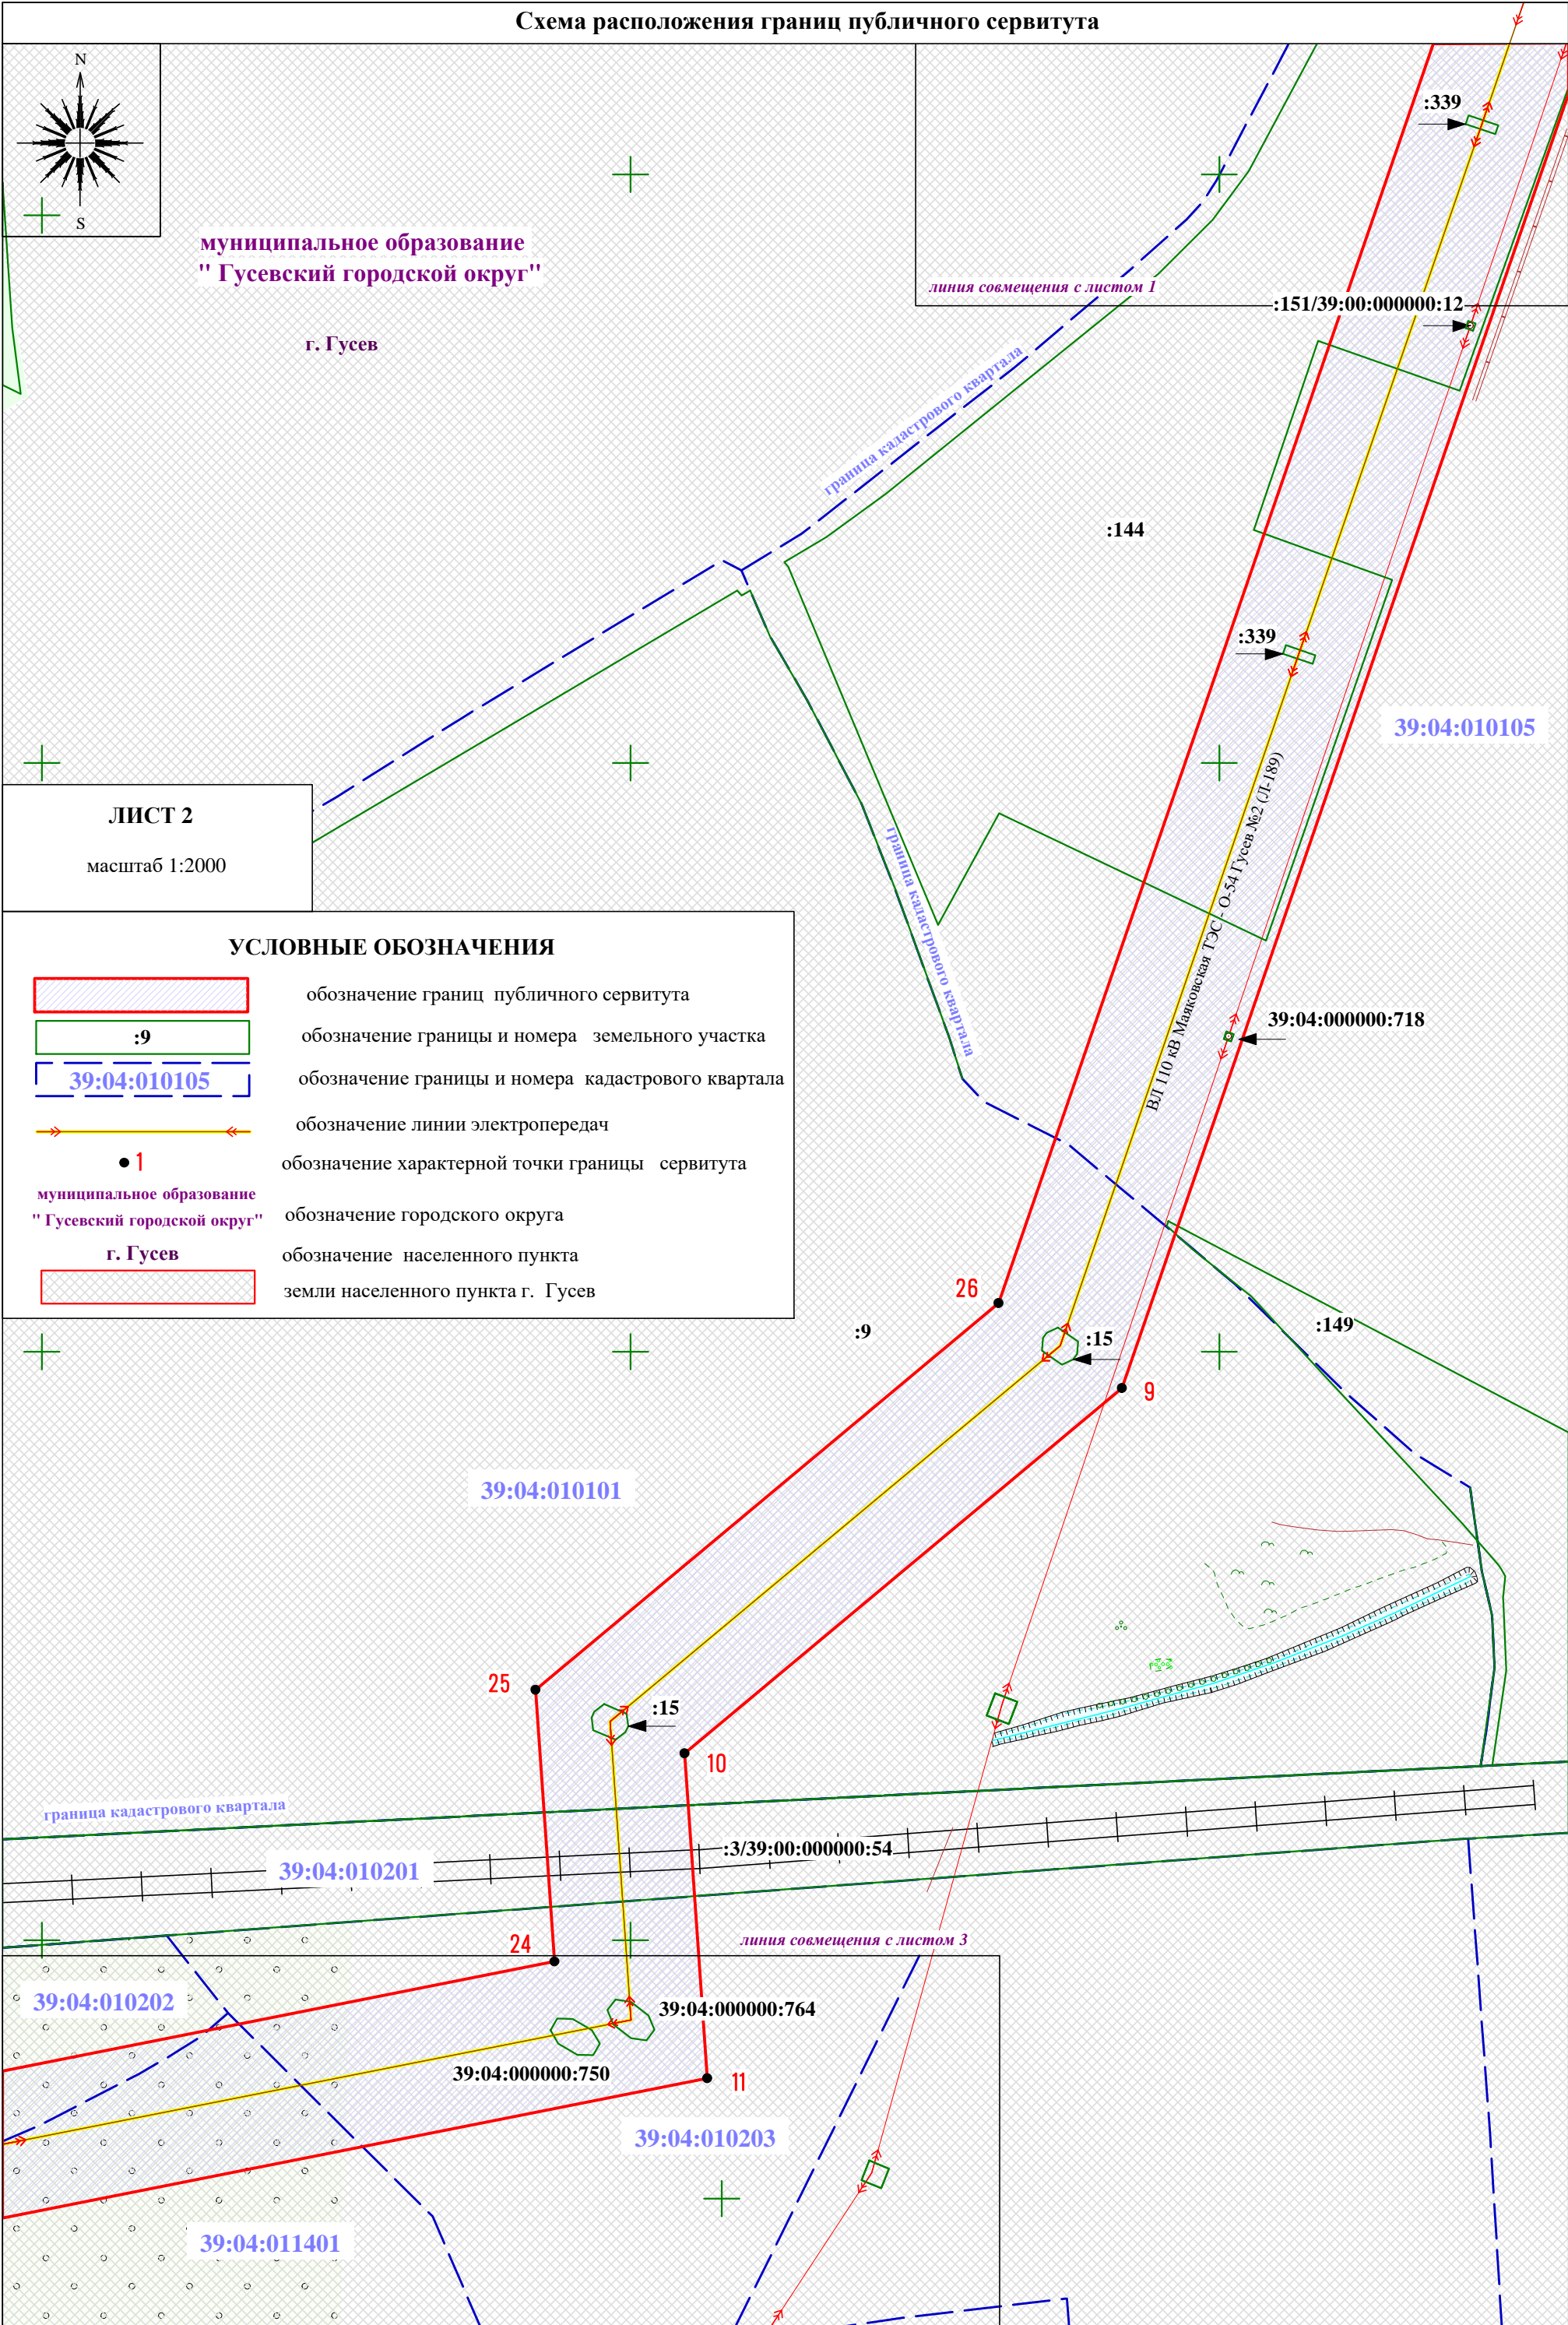 Схема расположения границ публичного сервитута
N
S
муниципальное образование
" Гусевский городской округ"
г. Гусев
:339
линия совмещения с листом 1
:151/39:00:000000:12
граница кадастрового квартала
:144
:339
39:04:010105
ЛИСТ 2
масштаб 1:2000
граница кадастрового квартала
ВЛ 110 кВ Маяковская ТЭС - О-54 Гусев №2 (Л-189)
39:04:000000:718
УСЛОВНЫЕ ОБОЗНАЧЕНИЯ
обозначение границ публичного сервитута
:9
обозначение границы и номера земельного участка
39:04:010105
обозначение границы и номера кадастрового квартала
обозначение линии электропередач
1
обозначение характерной точки границы сервитута
муниципальное образование
" Гусевский городской округ"
обозначение городского округа
г. Гусев
обозначение населенного пункта
земли населенного пункта г. Гусев
26
:9
:15
:149
9
39:04:010101
25
:15
10
граница кадастрового квартала
:3/39:00:000000:54
39:04:010201
24
линия совмещения с листом 3
39:04:010202
39:04:000000:764
39:04:000000:750
11
39:04:010203
39:04:011401